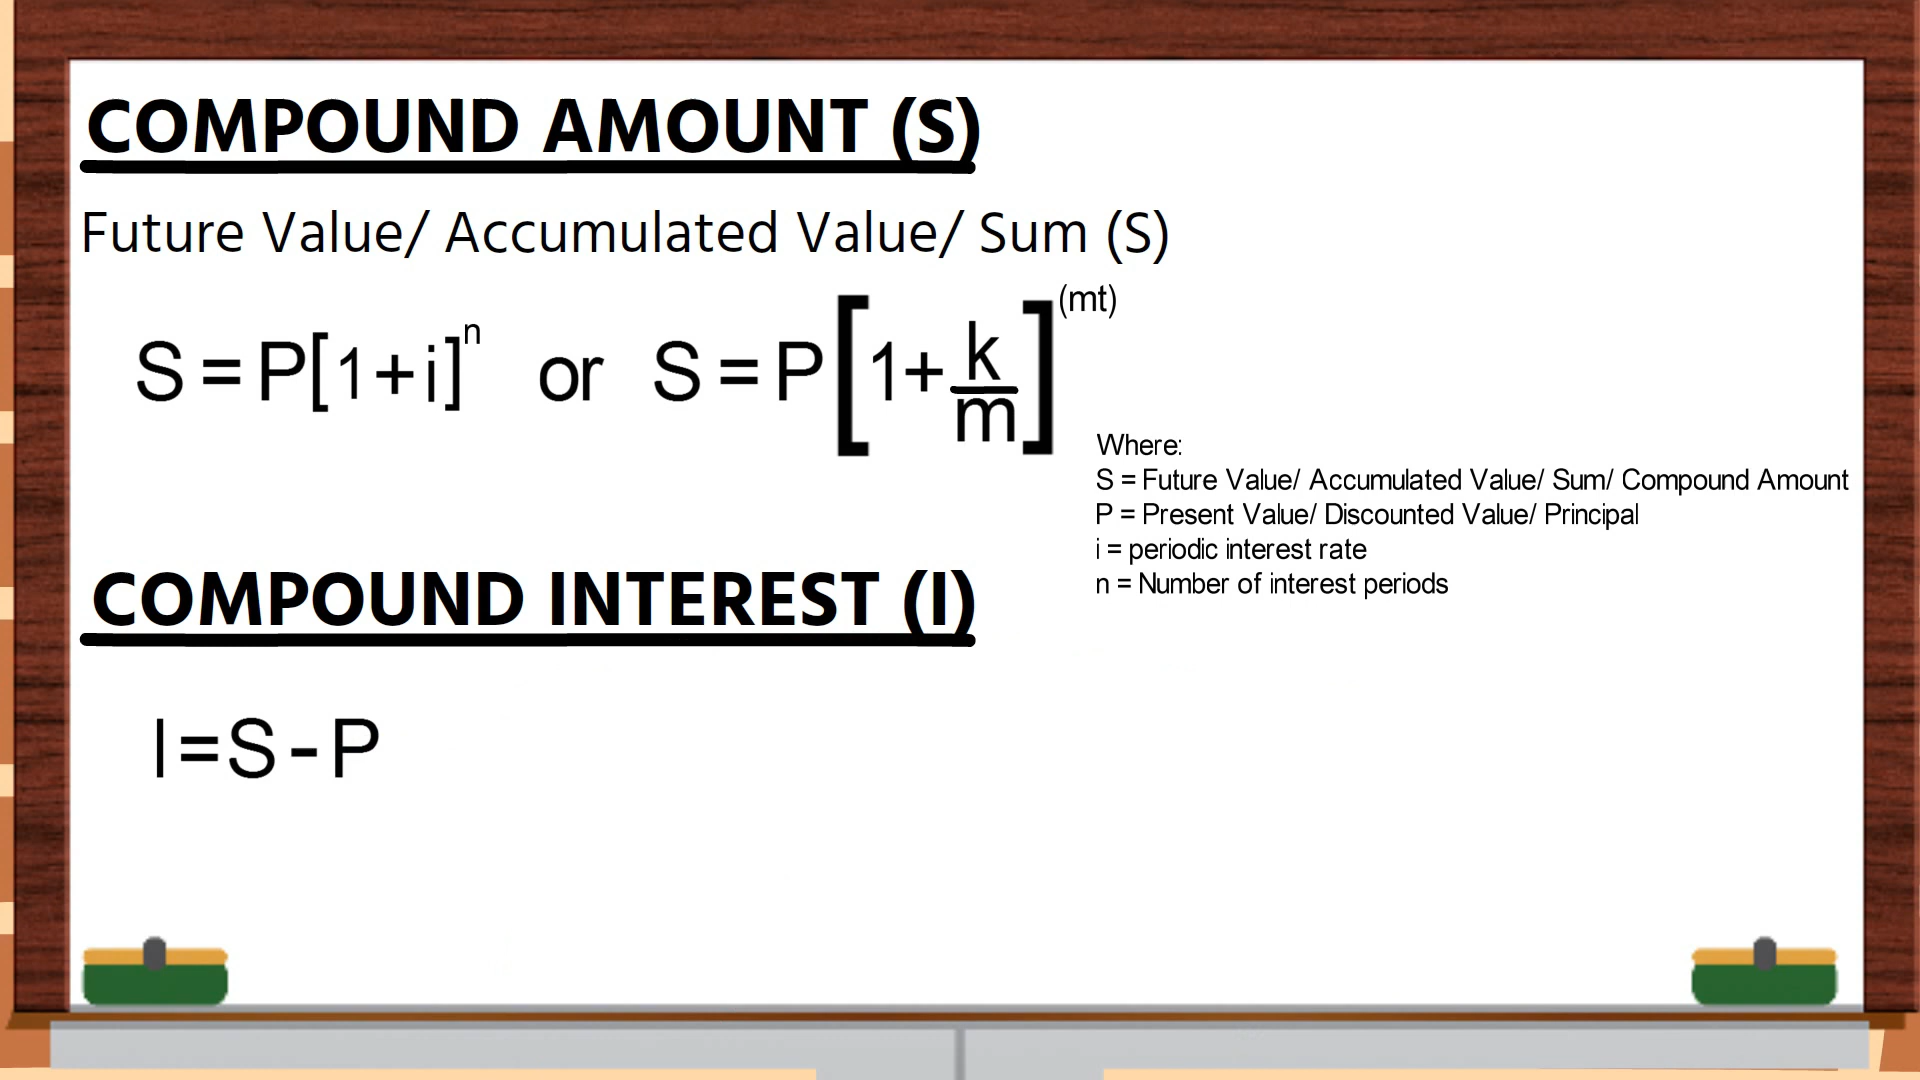 COMPOUND AMOUNT (S)
Future Value/ Accumulated Value/ Sum (S)
S = P[1+i]^n or S = P[1+k/m]^(mt)
Where:
S = Future Value/ Accumulated Value/ Sum/ Compound Amount
P = Present Value/ Discounted Value/ Principal
i = periodic interest rate
n = Number of interest periods
COMPOUND INTEREST (I)
I=S-P